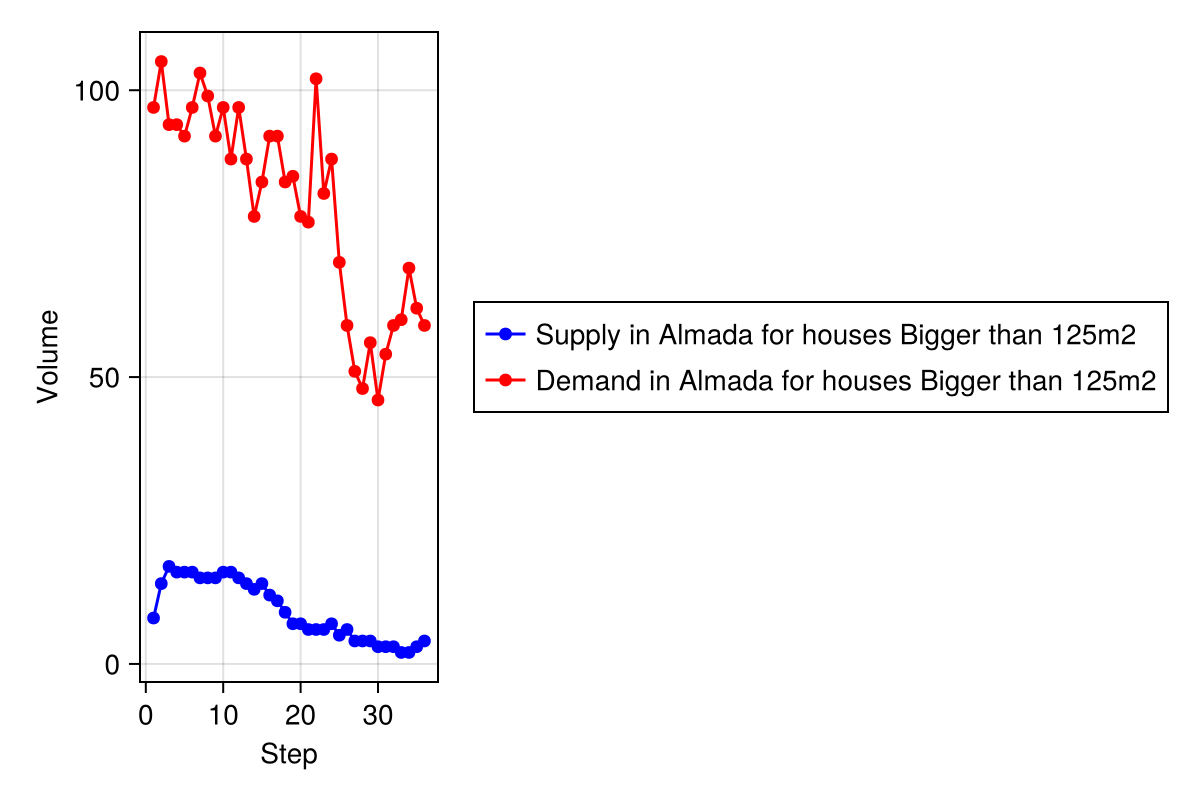 100
50
0
Volume
0 10 20 30
Step
Supply in Almada for houses Bigger than 125m2
Demand in Almada for houses Bigger than 125m2